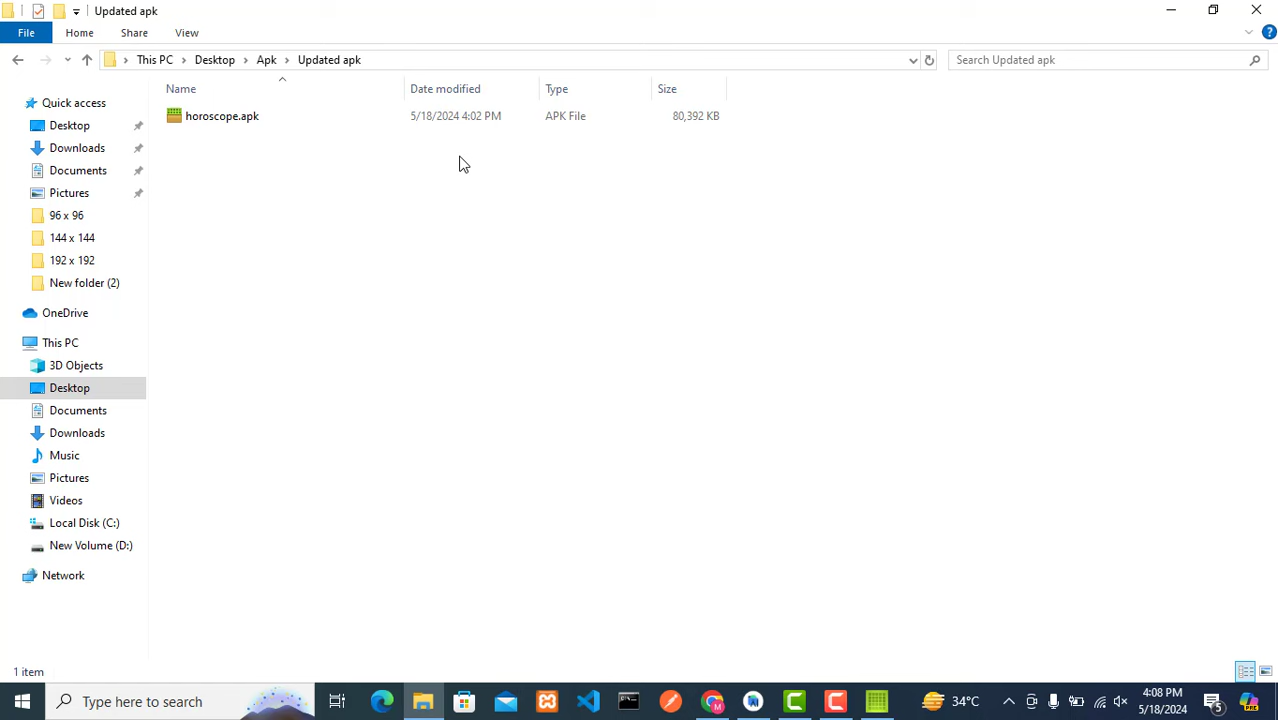 Updated apk
File Home Share View
This PC Desktop Apk Updated apk
Search Updated apk
Name Date modified Type Size
horoscope.apk 5/18/2024 4:02 PM APK File 80,392 KB
Quick access
Desktop
Downloads
Documents
Pictures
96 x 96
144 x 144
192 x 192
New folder (2)
OneDrive
This PC
3D Objects
Desktop
Documents
Downloads
Music
Pictures
Videos
Local Disk (C:)
New Volume (D:)
Network
1 item
Type here to search
34°C
4:08 PM
5/18/2024
5
PRE